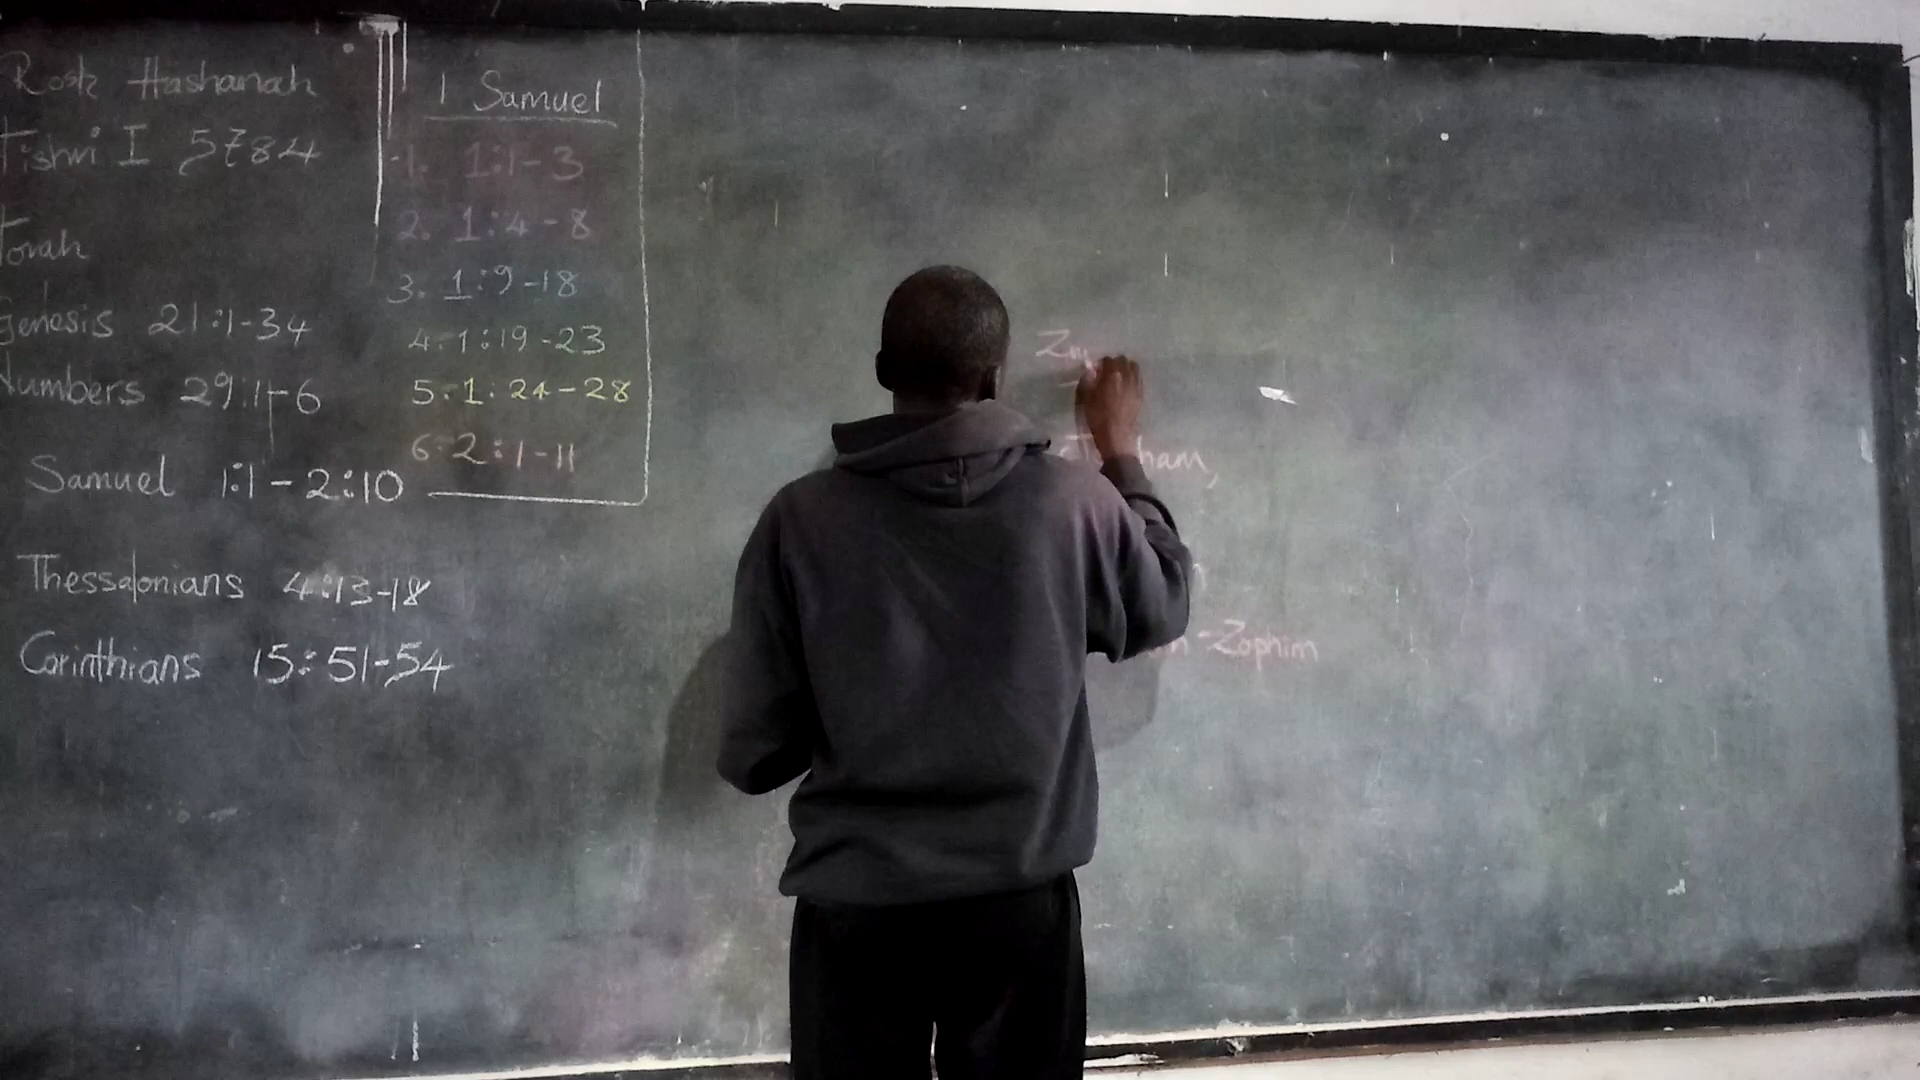 Rosh Hashanah
Tishri I 5784
Torah
Genesis 21:1-34
Numbers 29:1-6
Samuel 1:1-2:10
Thessalonians 4:13-18
Corinthians 15:51-54
1 Samuel
1. 1:1-3
2. 1:4-8
3. 1:9-18
4. 1:19-23
5. 1:24-28
6. 2:1-11
ham,
-Zophim